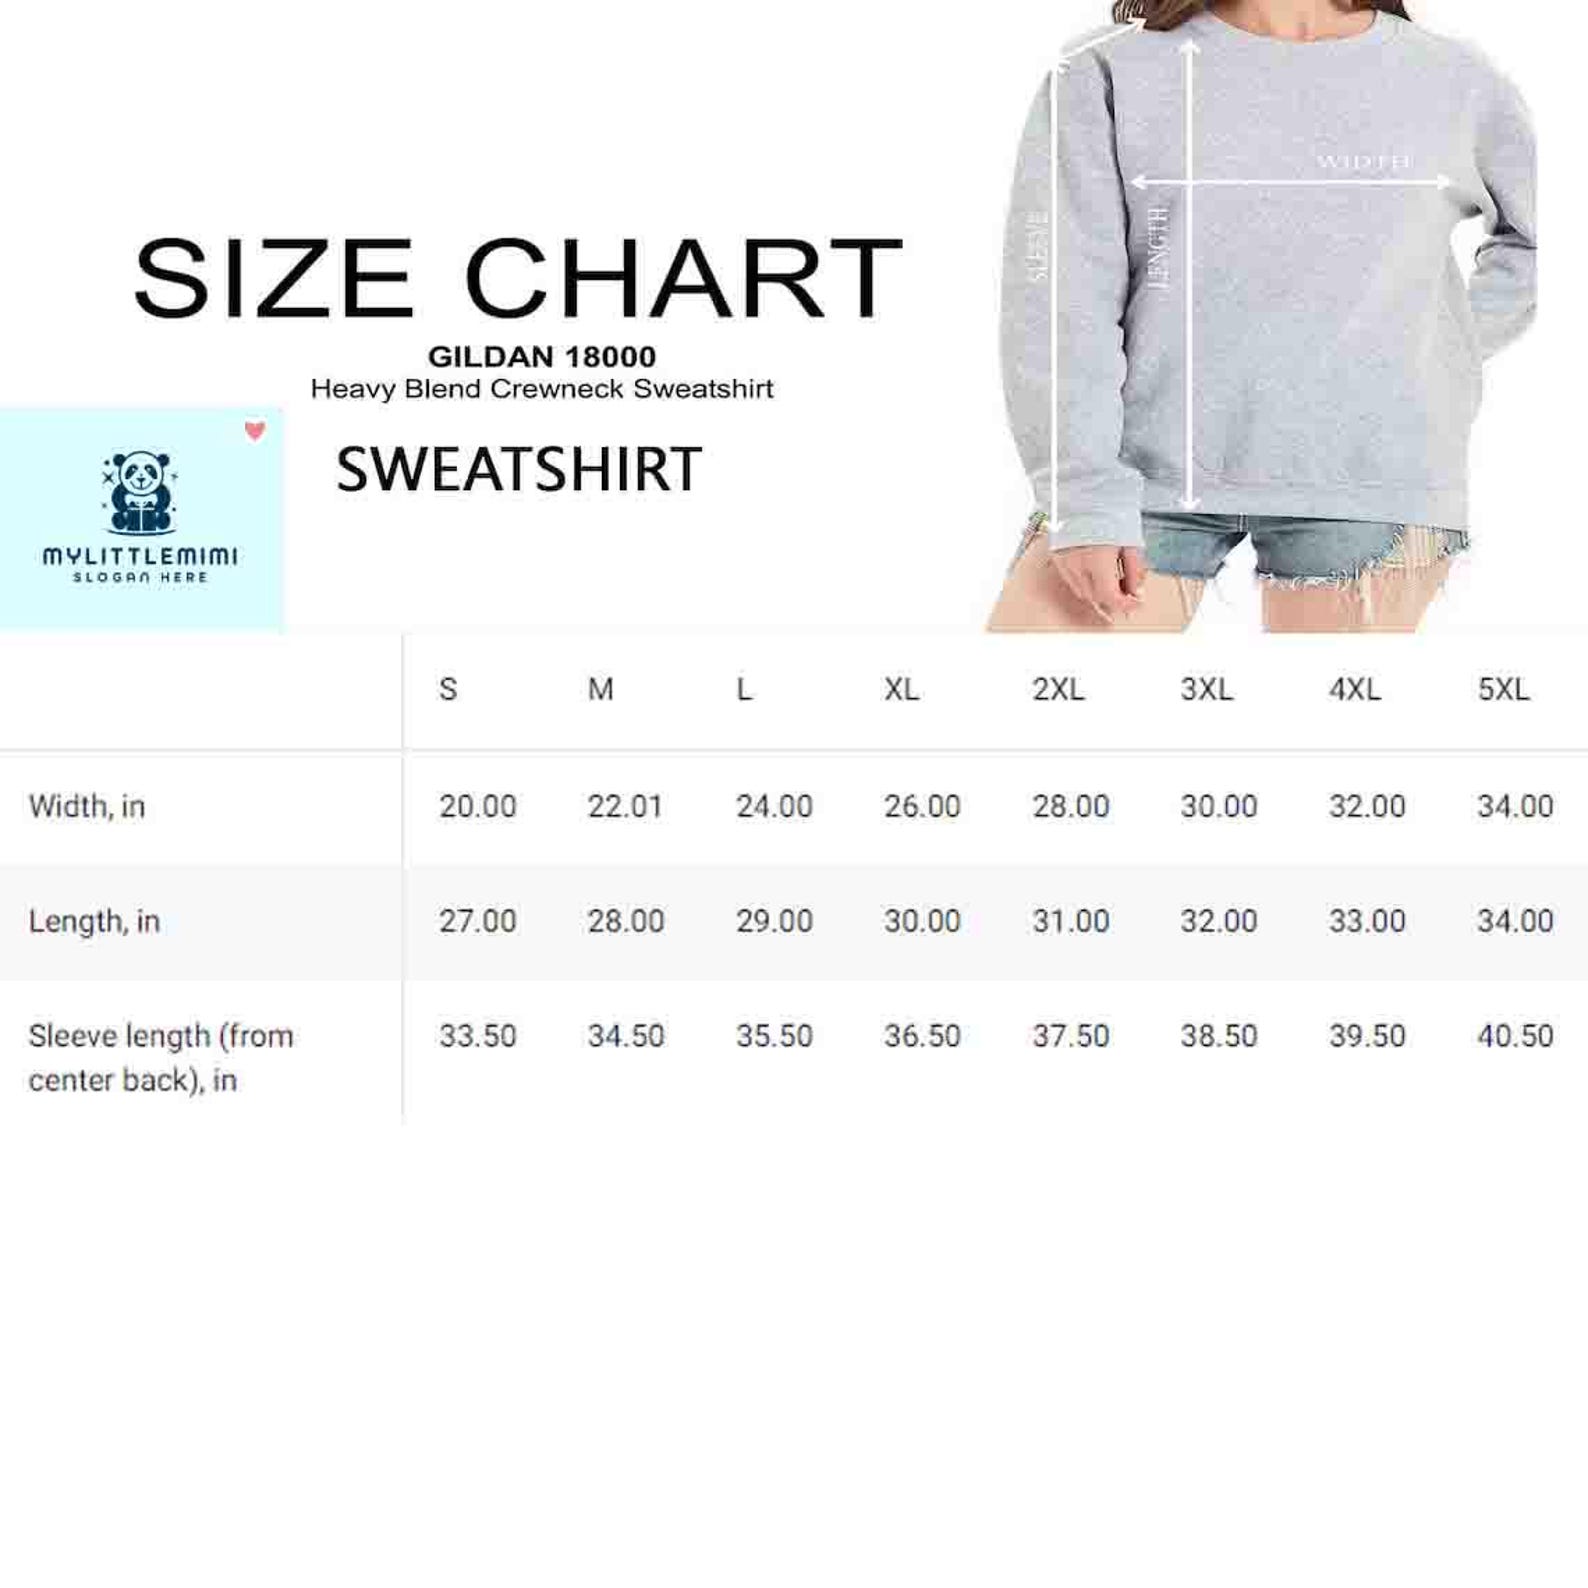 SIZE CHART
GILDAN 18000
Heavy Blend Crewneck Sweatshirt
SWEATSHIRT
MYLITTLEMIMI
SLOGAN HERE
SLEEVE
LENGTH
WIDTH
S M L XL 2XL 3XL 4XL 5XL
Width, in 20.00 22.01 24.00 26.00 28.00 30.00 32.00 34.00
Length, in 27.00 28.00 29.00 30.00 31.00 32.00 33.00 34.00
Sleeve length (from 33.50 34.50 35.50 36.50 37.50 38.50 39.50 40.50
center back), in